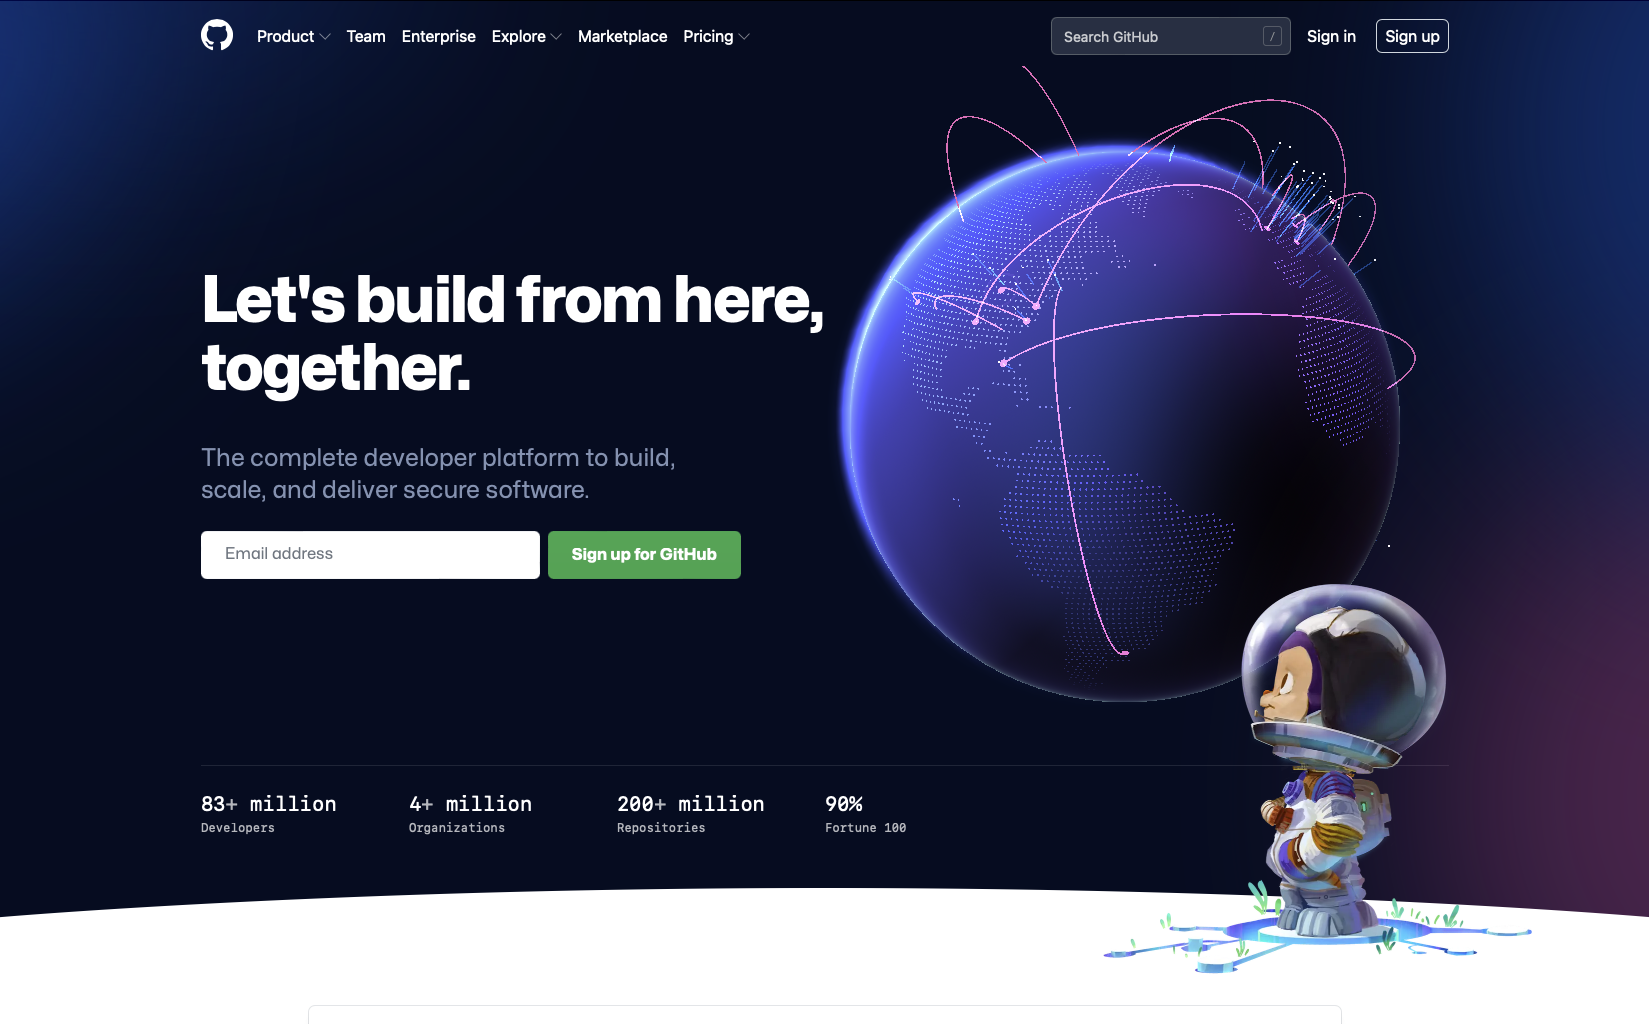 Product Team Enterprise Explore Marketplace Pricing Search GitHub / Sign in Sign up
Let's build from here,
together.
The complete developer platform to build,
scale, and deliver secure software.
Email address Sign up for GitHub
83+ million 4+ million 200+ million 90%
Developers Organizations Repositories Fortune 100